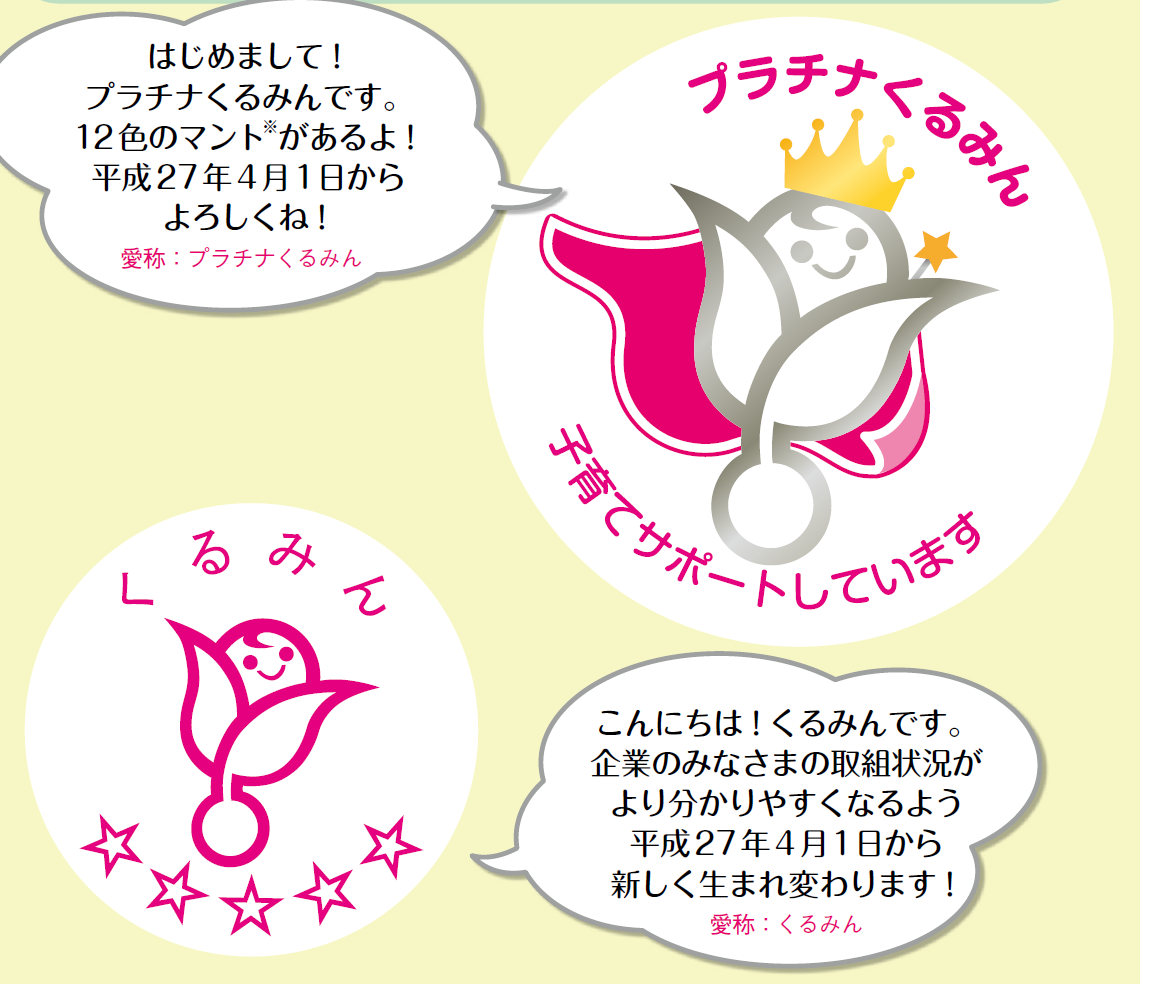 はじめまして！
プラチナくるみんです。
12色のマント※があるよ！
平成27年4月1日から
よろしくね！
愛称：プラチナくるみん
プラチナくるみん
子育てサポートしています
くるみん
こんにちは！くるみんです。
企業のみなさまの取組状況が
より分かりやすくなるよう
平成27年4月1日から
新しく生まれ変わります！
愛称：くるみん